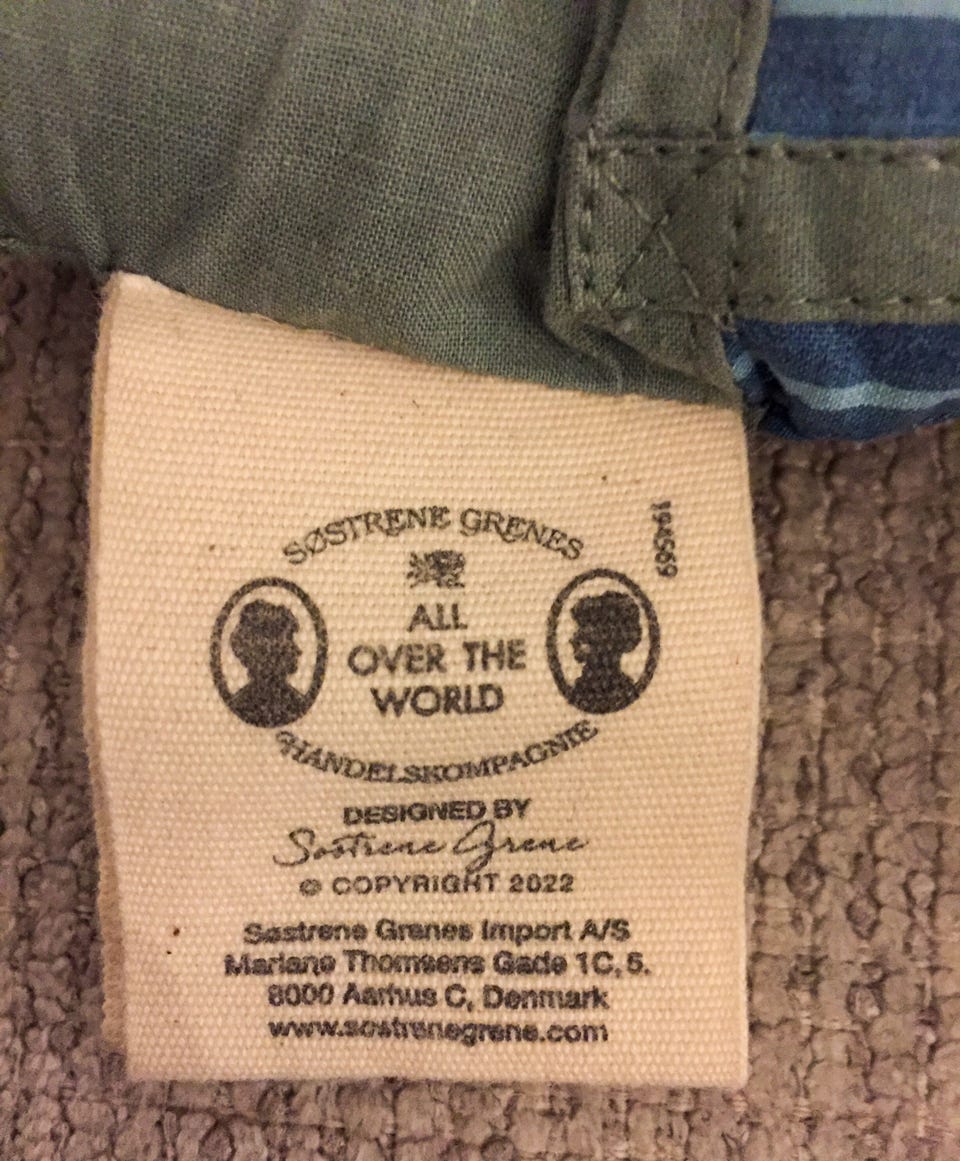 SØSTRENE GRENES
194569
ALL
OVER THE
WORLD
HANDELSKOMPAGNIE
DESIGNED BY
Søstrene Grene
© COPYRIGHT 2022
Søstrene Grenes Import A/S
Mariane Thomsens Gade 1C, 5.
8000 Aarhus C, Denmark
www.sostrenegrene.com